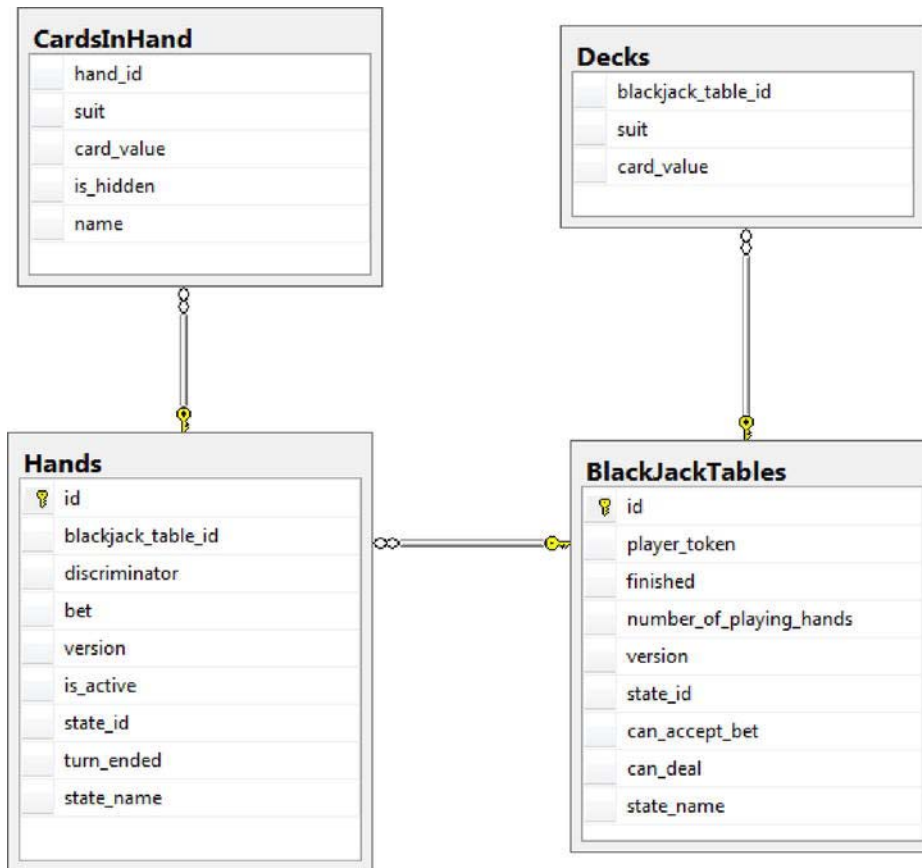 CardsInHand
hand_id
suit
card_value
is_hidden
name
Decks
blackjack_table_id
suit
card_value
Hands
id
blackjack_table_id
discriminator
bet
version
is_active
state_id
turn_ended
state_name
BlackJackTables
id
player_token
finished
number_of_playing_hands
version
state_id
can_accept_bet
can_deal
state_name